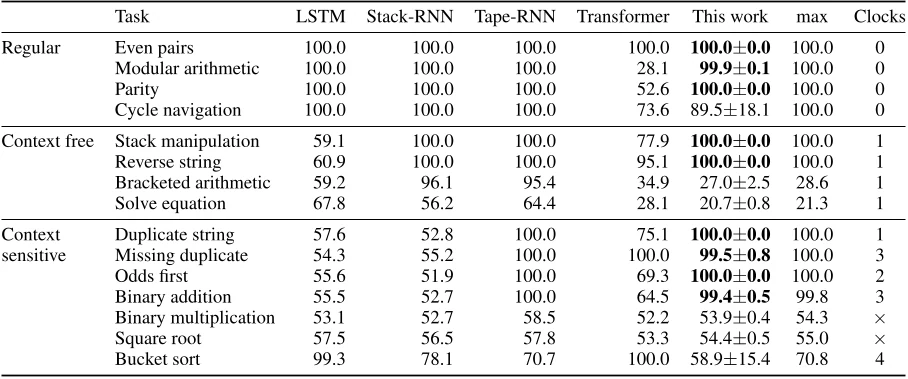 Task LSTM Stack-RNN Tape-RNN Transformer This work max Clocks
Regular Even pairs 100.0 100.0 100.0 100.0 100.0±0.0 100.0 0
Modular arithmetic 100.0 100.0 100.0 28.1 99.9±0.1 100.0 0
Parity 100.0 100.0 100.0 52.6 100.0±0.0 100.0 0
Cycle navigation 100.0 100.0 100.0 73.6 89.5±18.1 100.0 0
Context free Stack manipulation 59.1 100.0 100.0 77.9 100.0±0.0 100.0 1
Reverse string 60.9 100.0 100.0 95.1 100.0±0.0 100.0 1
Bracketed arithmetic 59.2 96.1 95.4 34.9 27.0±2.5 28.6 1
Solve equation 67.8 56.2 64.4 28.1 20.7±0.8 21.3 1
Context Duplicate string 57.6 52.8 100.0 75.1 100.0±0.0 100.0 1
sensitive Missing duplicate 54.3 55.2 100.0 100.0 99.5±0.8 100.0 3
Odds first 55.6 51.9 100.0 69.3 100.0±0.0 100.0 2
Binary addition 55.5 52.7 100.0 64.5 99.4±0.5 99.8 3
Binary multiplication 53.1 52.7 58.5 52.2 53.9±0.4 54.3 ×
Square root 57.5 56.5 57.8 53.3 54.4±0.5 55.0 ×
Bucket sort 99.3 78.1 70.7 100.0 58.9±15.4 70.8 4